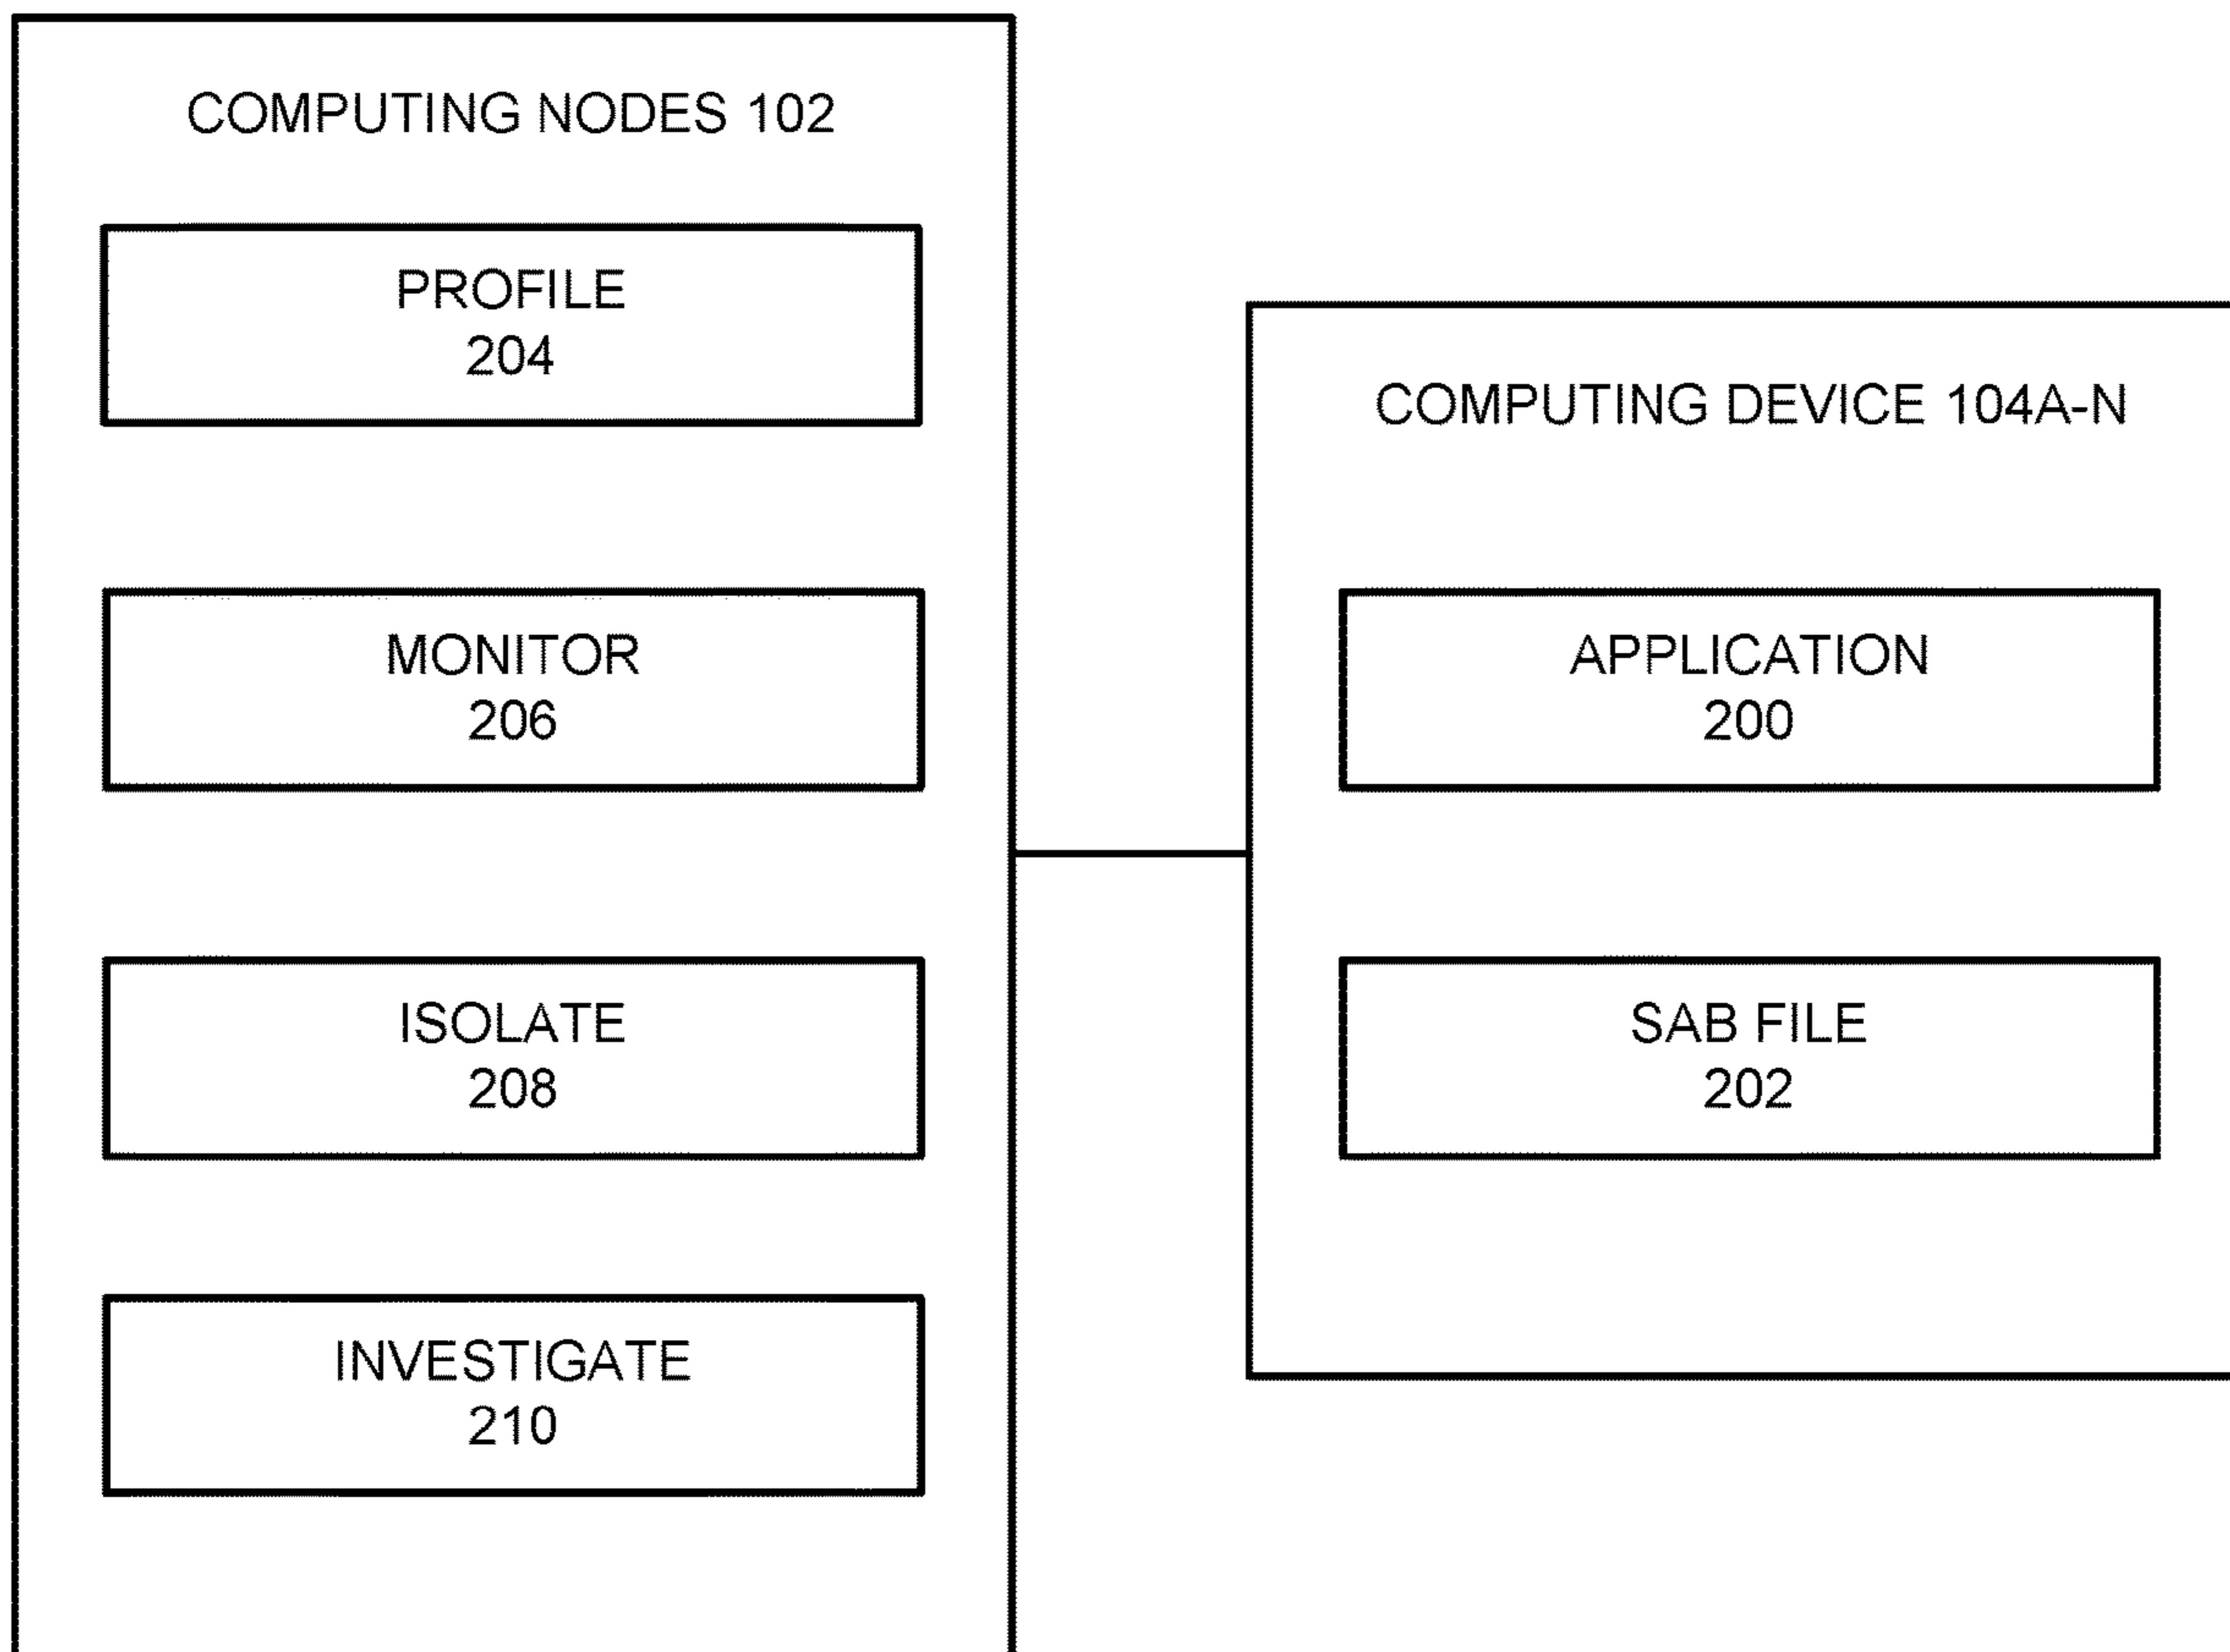 COMPUTING NODES 102
PROFILE
204
MONITOR
206
ISOLATE
208
INVESTIGATE
210
COMPUTING DEVICE 104A-N
APPLICATION
200
SAB FILE
202